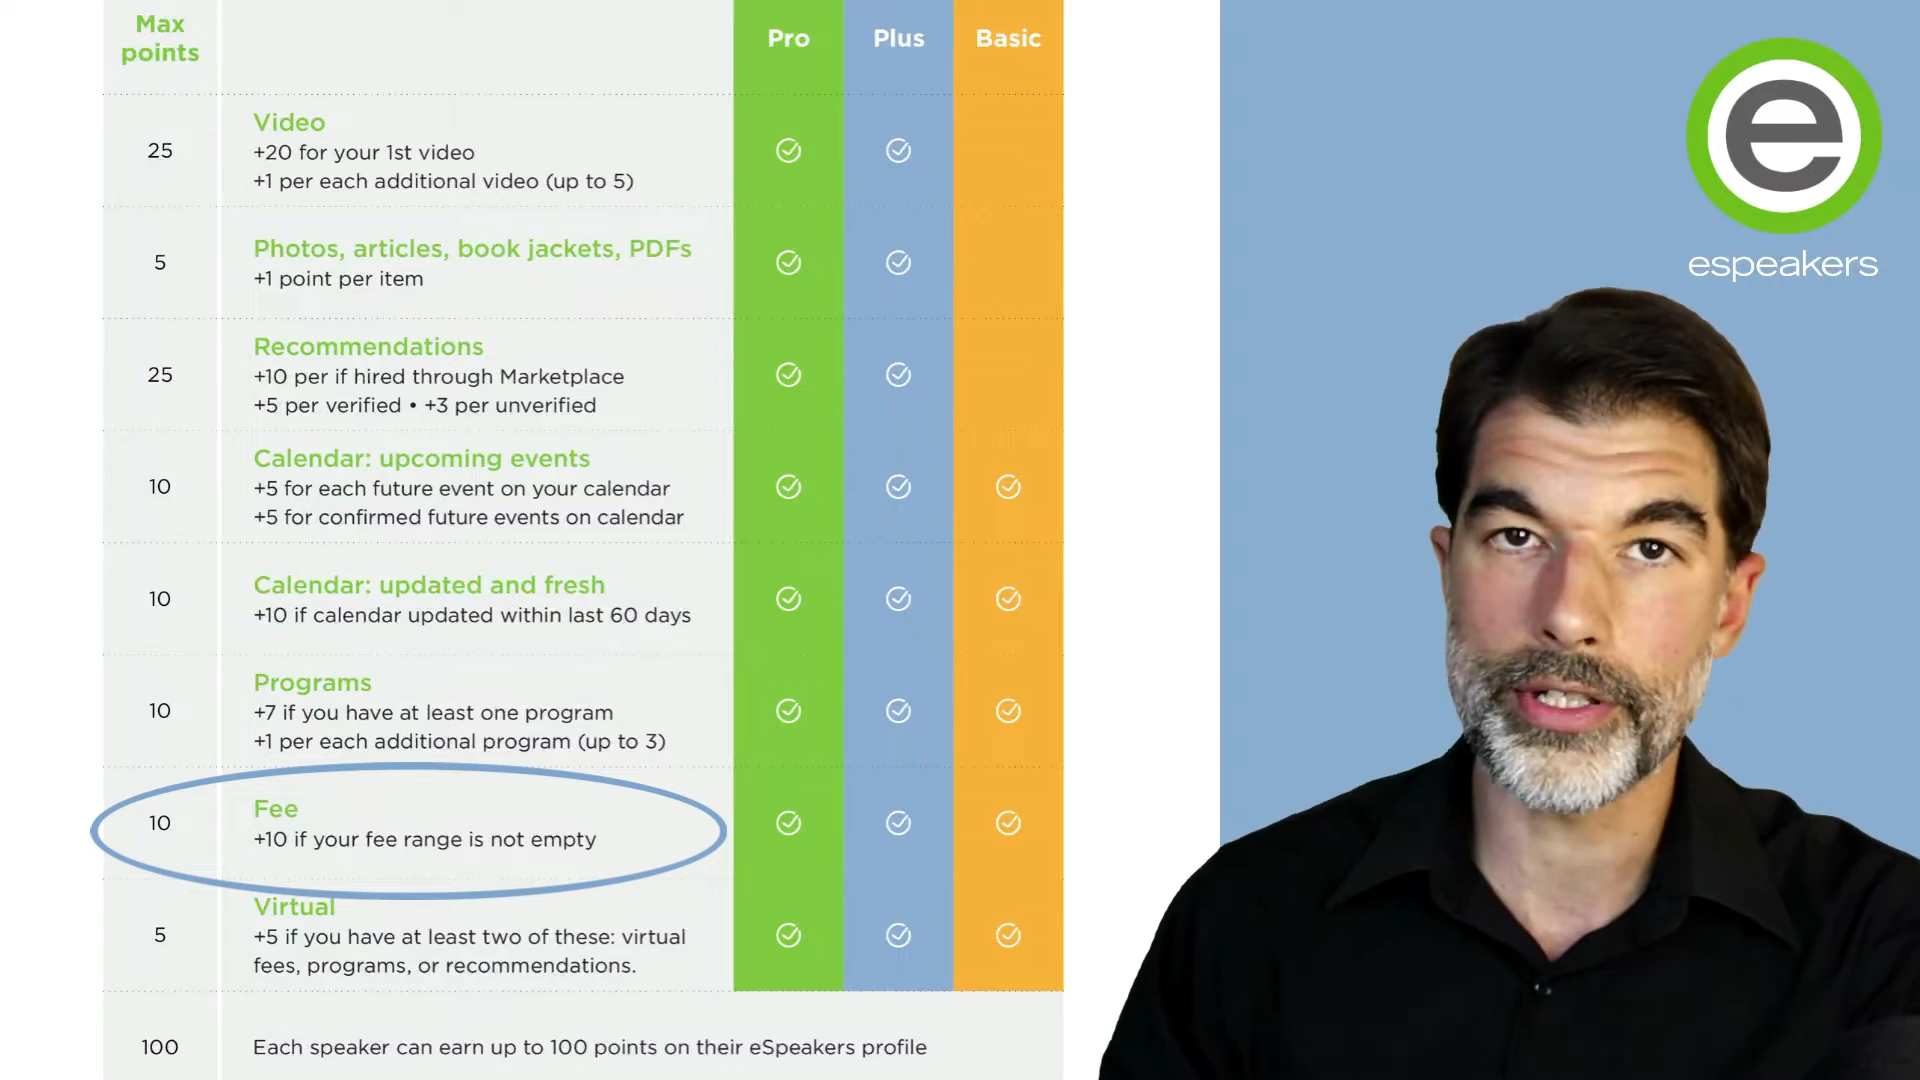 Max
points
Pro
Plus
Basic
25
Video
+20 for your 1st video
+1 per each additional video (up to 5)
5
Photos, articles, book jackets, PDFs
+1 point per item
25
Recommendations
+10 per if hired through Marketplace
+5 per verified • +3 per unverified
10
Calendar: upcoming events
+5 for each future event on your calendar
+5 for confirmed future events on calendar
10
Calendar: updated and fresh
+10 if calendar updated within last 60 days
10
Programs
+7 if you have at least one program
+1 per each additional program (up to 3)
10
Fee
+10 if your fee range is not empty
5
Virtual
+5 if you have at least two of these: virtual
fees, programs, or recommendations.
100
Each speaker can earn up to 100 points on their eSpeakers profile
e
espeakers